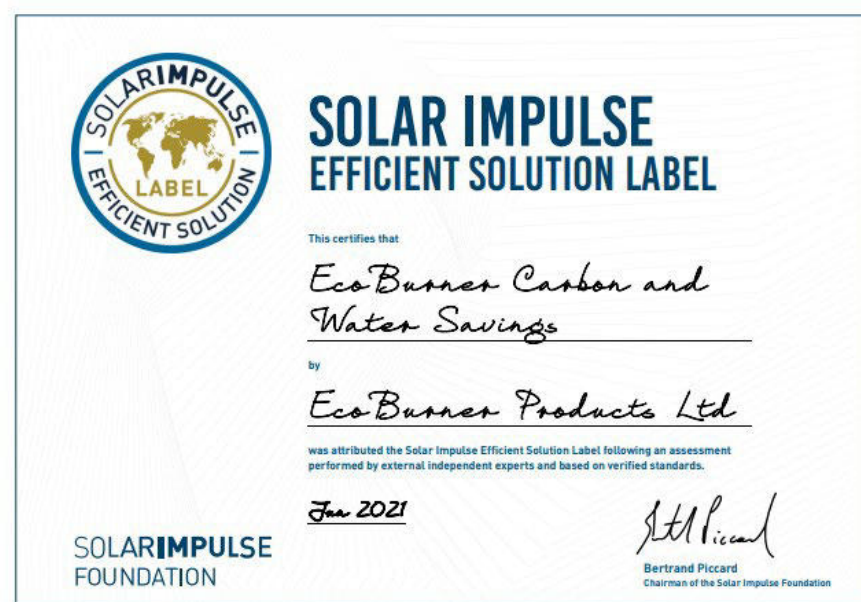 SOLARIMPULSE
LABEL
EFFICIENT SOLUTION
SOLAR IMPULSE
EFFICIENT SOLUTION LABEL
This certifies that
EcoBurner Carbon and
Water Savings
by
EcoBurner Products Ltd
was attributed the Solar Impulse Efficient Solution Label following an assessment
performed by external independent experts and based on verified standards.
Jan 2021
SOLARIMPULSE
FOUNDATION
Bertrand Piccard
Chairman of the Solar Impulse Foundation